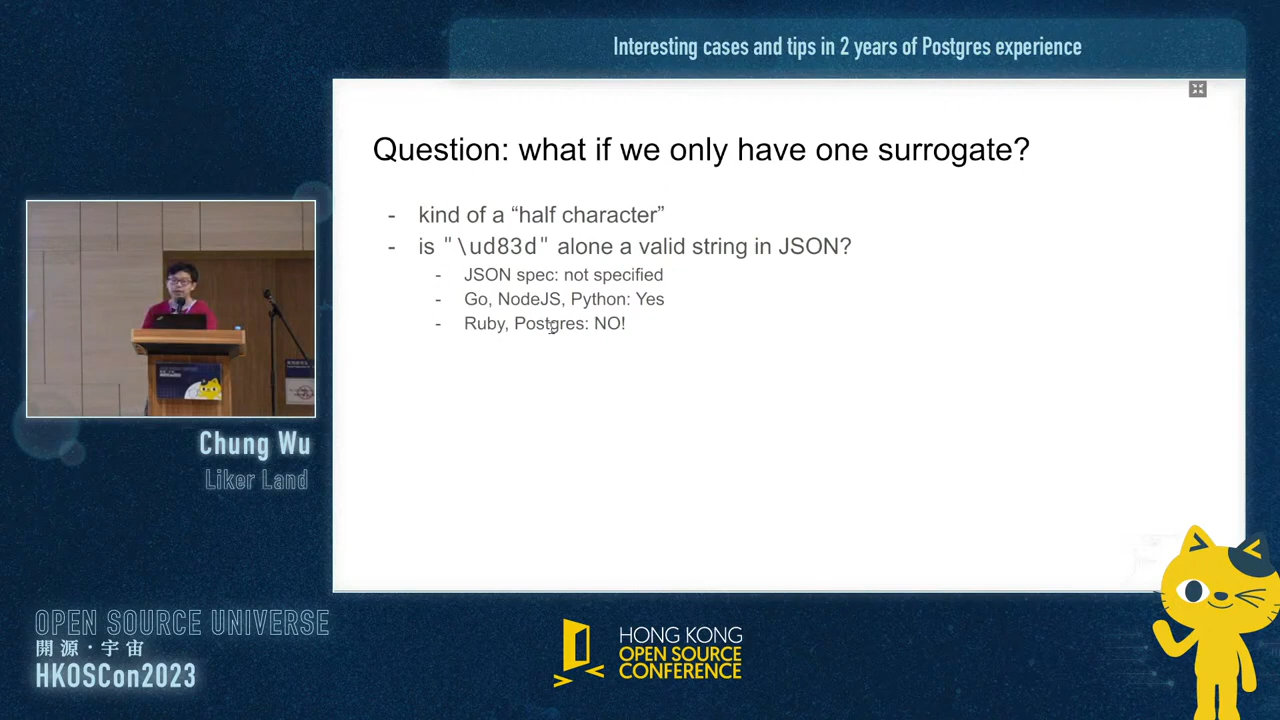 Interesting cases and tips in 2 years of Postgres experience
Question: what if we only have one surrogate?
- kind of a “half character”
- is "\ud83d" alone a valid string in JSON?
- JSON spec: not specified
- Go, NodeJS, Python: Yes
- Ruby, Postgres: NO!
Chung Wu
Liker Land
OPEN SOURCE UNIVERSE
開源·宇宙
HKOSCon2023
HONG KONG
OPEN SOURCE
CONFERENCE